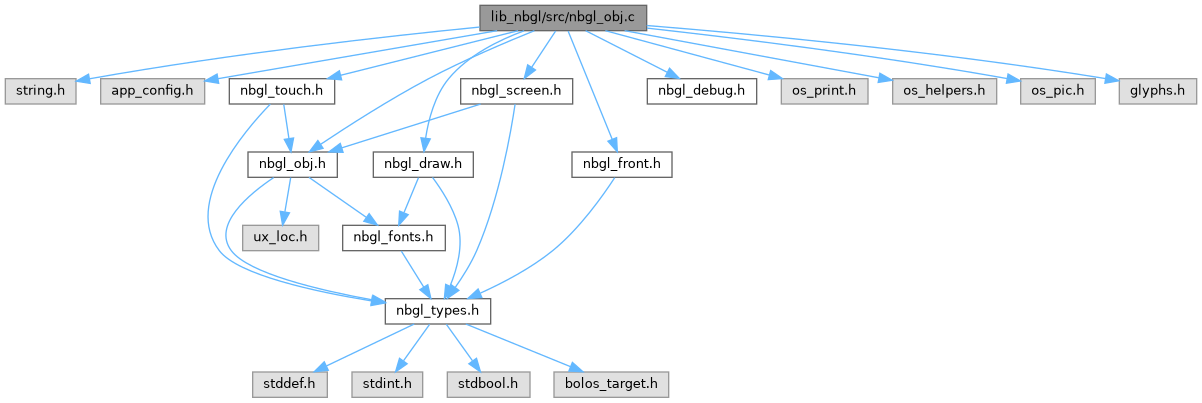 lib_nbgl/src/nbgl_obj.c
string.h
app_config.h
nbgl_touch.h
nbgl_screen.h
nbgl_debug.h
os_print.h
os_helpers.h
os_pic.h
glyphs.h
nbgl_obj.h
nbgl_draw.h
nbgl_front.h
ux_loc.h
nbgl_fonts.h
nbgl_types.h
stddef.h
stdint.h
stdbool.h
bolos_target.h